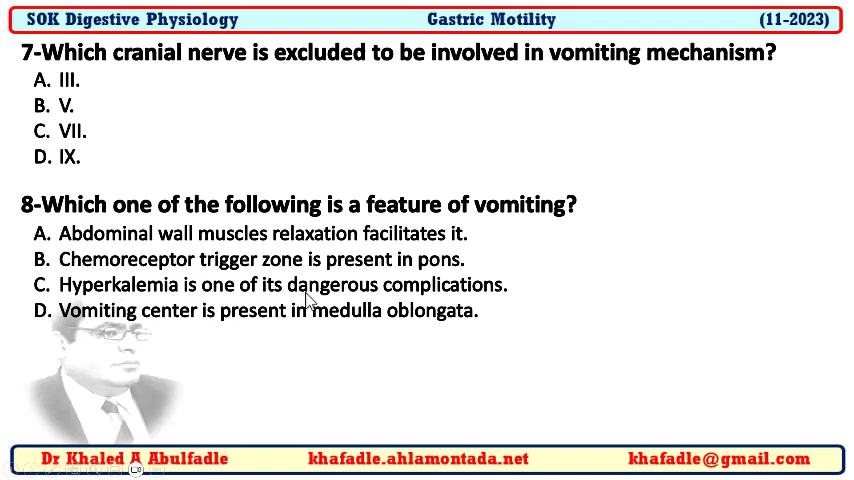 SOK Digestive Physiology Gastric Motility (11-2023)
7-Which cranial nerve is excluded to be involved in vomiting mechanism?
A. III.
B. V.
C. VII.
D. IX.
8-Which one of the following is a feature of vomiting?
A. Abdominal wall muscles relaxation facilitates it.
B. Chemoreceptor trigger zone is present in pons.
C. Hyperkalemia is one of its dangerous complications.
D. Vomiting center is present in medulla oblongata.
Dr Khaled A Abulfadle khafadle.ahlamontada.net khafadle@gmail.com